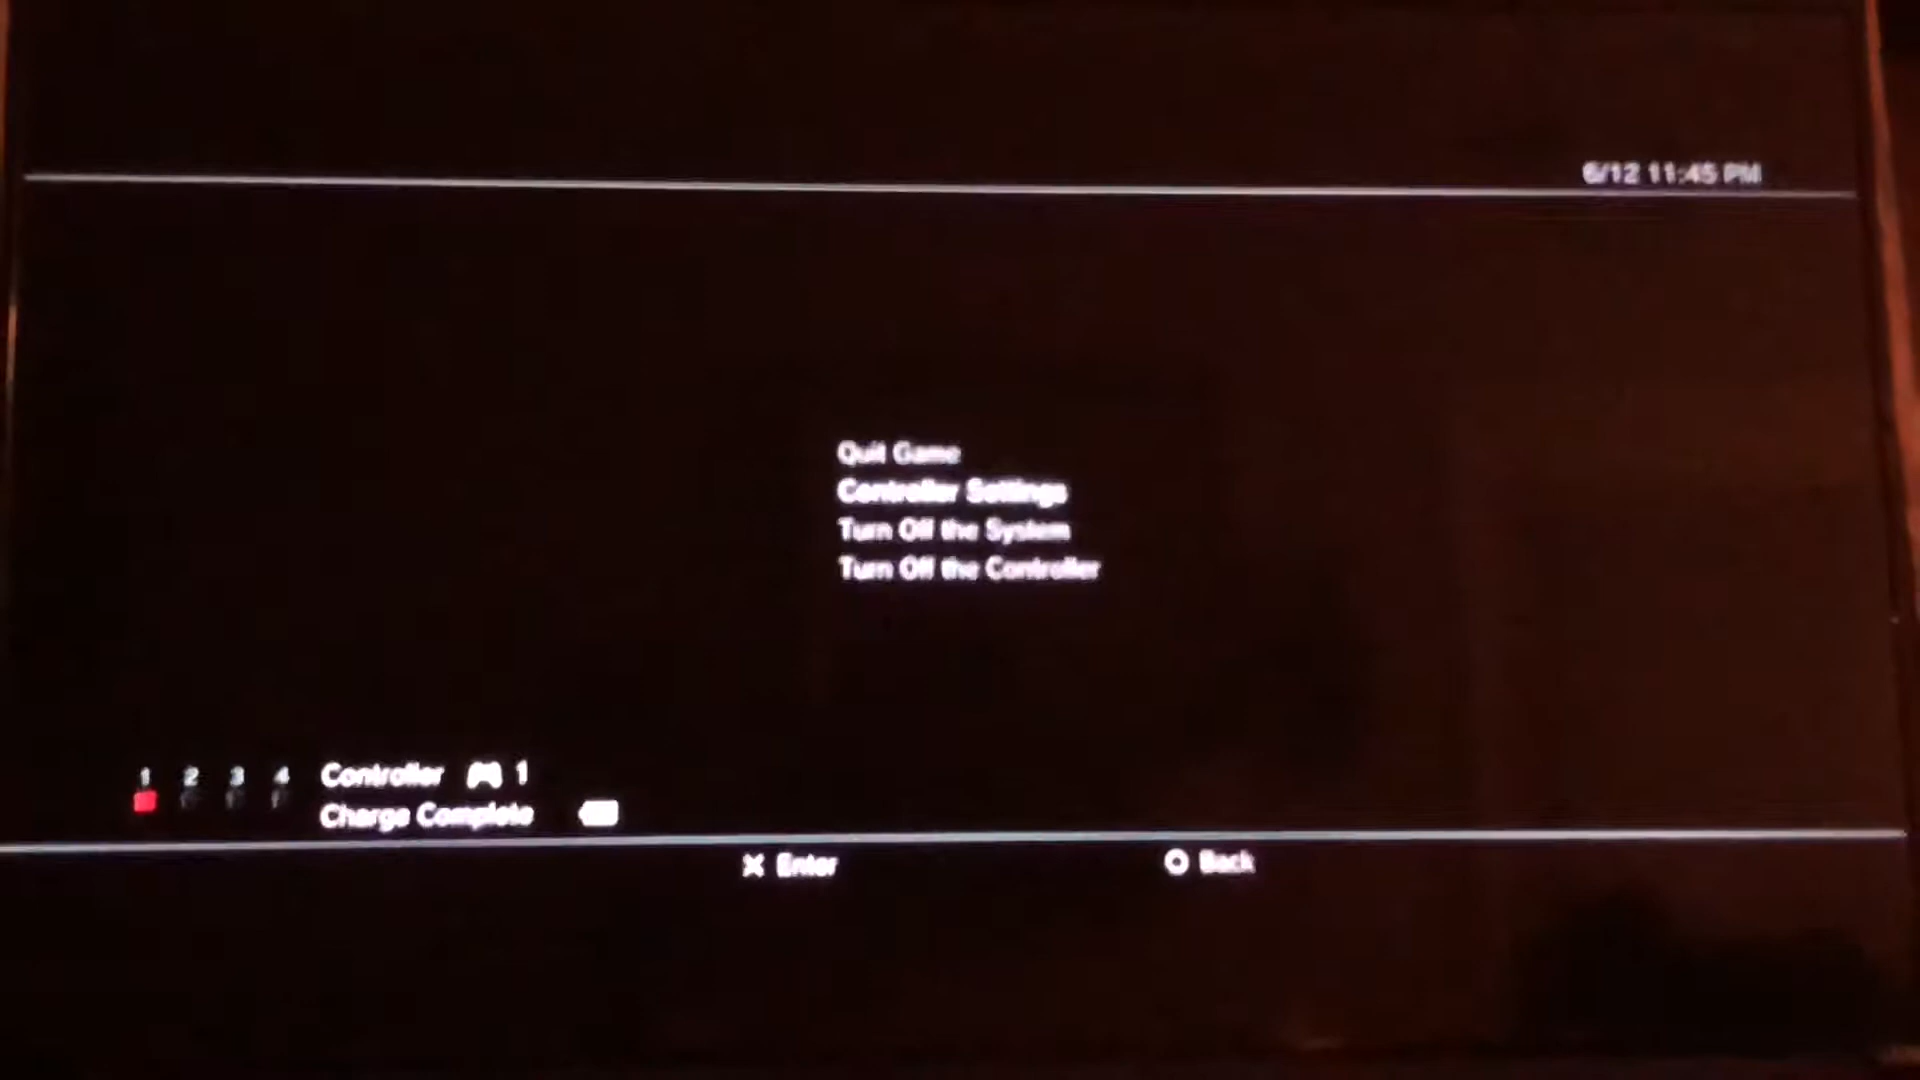 6/12 11:45 PM
Quit Game
Controller Settings
Turn Off the System
Turn Off the Controller
1 2 3 4 Controller 1
Charge Complete
Enter Back